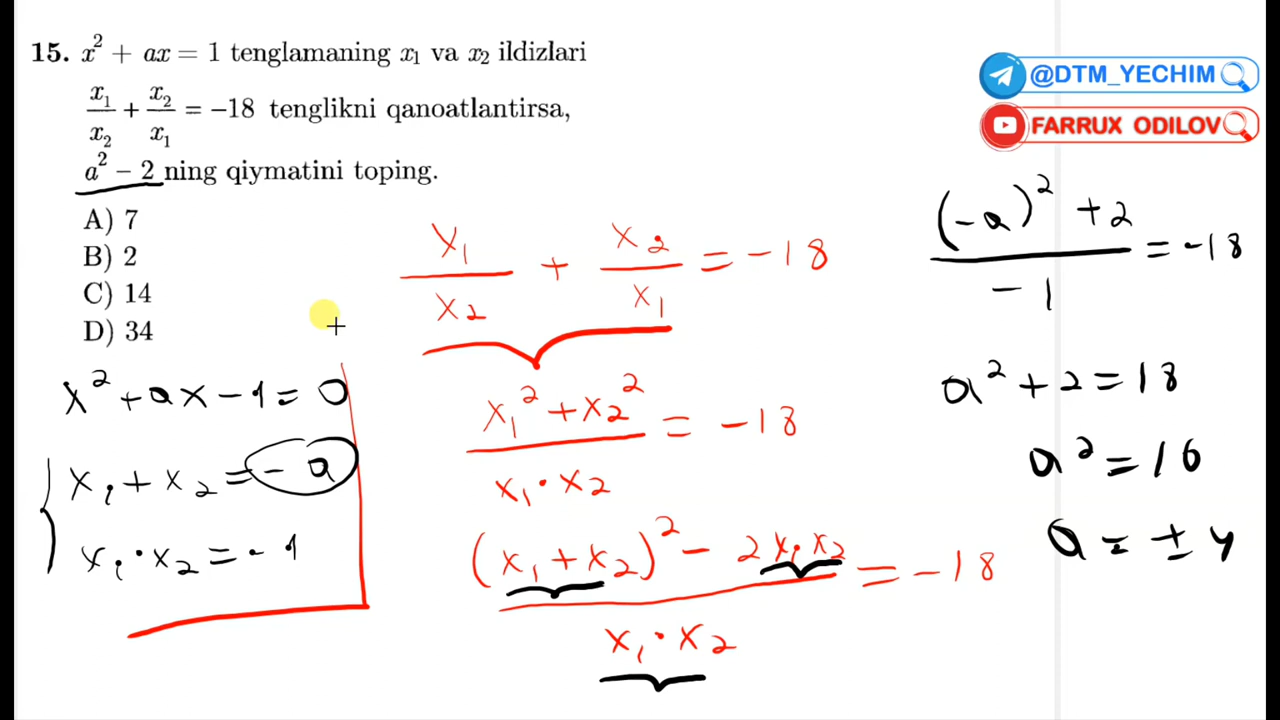 15. x² + ax = 1 tenglamaning x₁ va x₂ ildizlari
x₁/x₂ + x₂/x₁ = −18 tenglikni qanoatlantirsa,
a² − 2 ning qiymatini toping.
A) 7
B) 2
C) 14
D) 34
x² + ax − 1 = 0
x₁ + x₂ = − a
x₁ · x₂ = - 1
x₁/x₂ + x₂/x₁ = −18
(x₁² + x₂²)/(x₁ · x₂) = −18
((x₁ + x₂)² − 2x₁·x₂)/(x₁ · x₂) = −18
@DTM_YECHIM
FARRUX ODILOV
((−a)² + 2)/(−1) = −18
a² + 2 = 18
a² = 16
a = ± 4